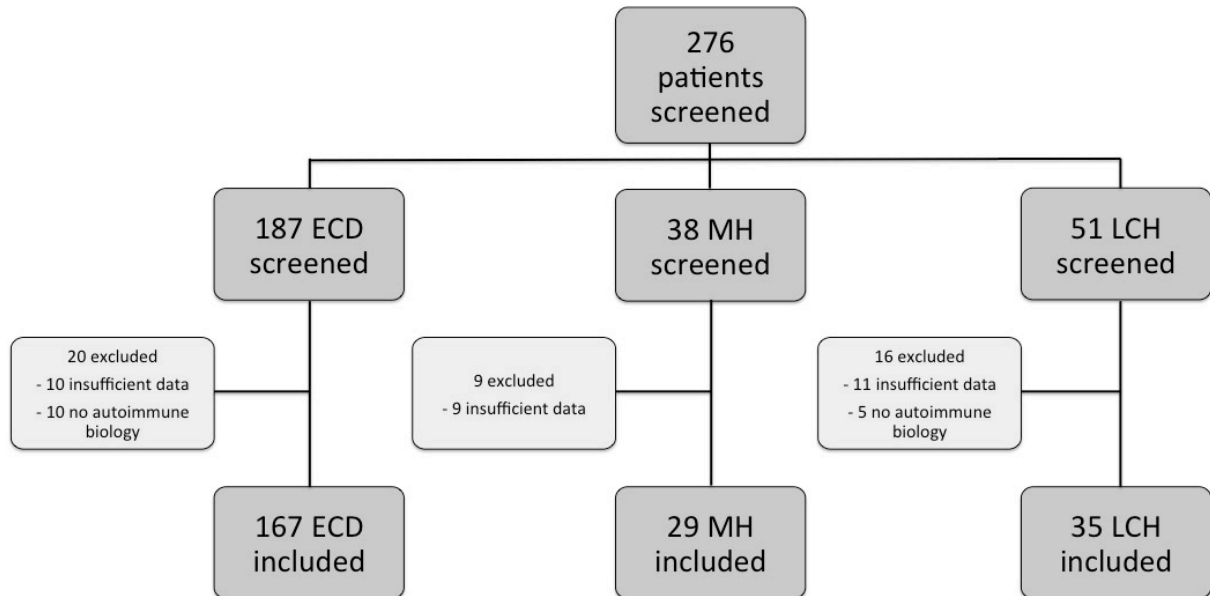 276
patients
screened
187 ECD
screened
38 MH
screened
51 LCH
screened
20 excluded
- 10 insufficient data
- 10 no autoimmune
biology
9 excluded
- 9 insufficient data
16 excluded
- 11 insufficient data
- 5 no autoimmune
biology
167 ECD
included
29 MH
included
35 LCH
included